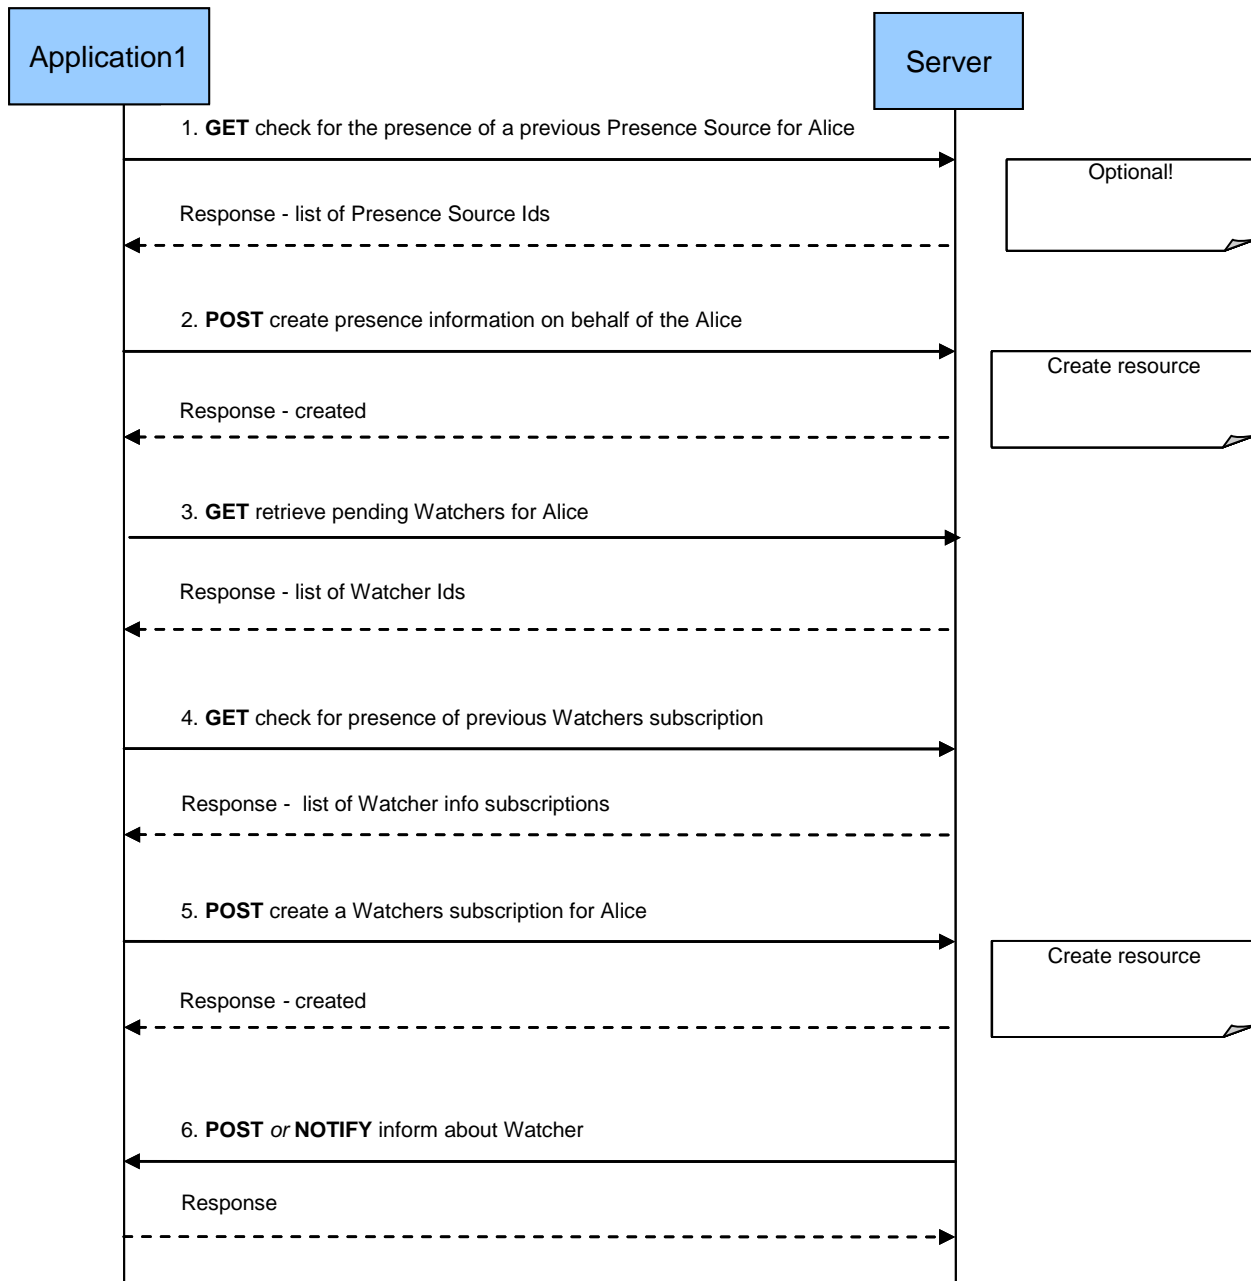 Application1
Server
1. GET check for the presence of a previous Presence Source for Alice
Optional!
Response - list of Presence Source Ids
2. POST create presence information on behalf of the Alice
Create resource
Response - created
3. GET retrieve pending Watchers for Alice
Response - list of Watcher Ids
4. GET check for presence of previous Watchers subscription
Response - list of Watcher info subscriptions
5. POST create a Watchers subscription for Alice
Create resource
Response - created
6. POST or NOTIFY inform about Watcher
Response